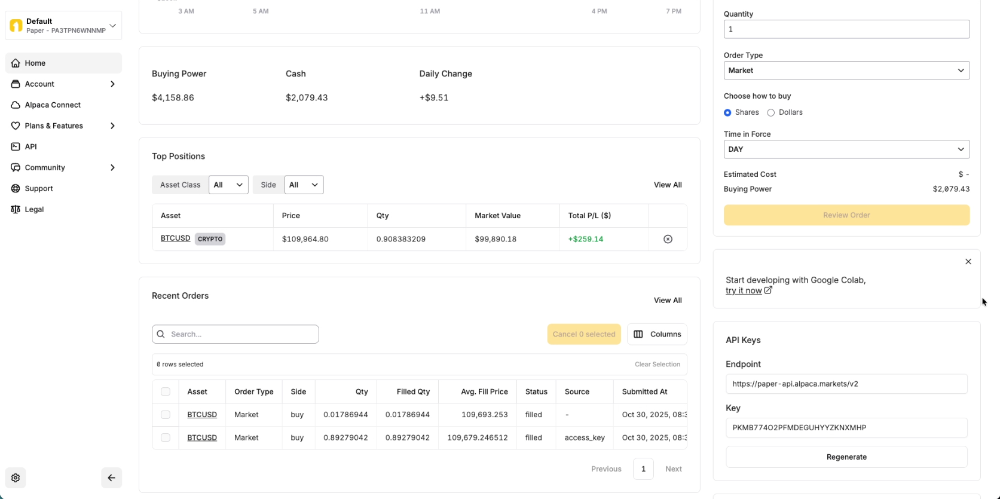 Default
Paper - PA3TPN6WNNMP
Home
Account
Alpaca Connect
Plans & Features
API
Community
Support
Legal
3 AM 5 AM 11 AM 4 PM 7 PM
Buying Power Cash Daily Change
$4,158.86 $2,079.43 +$9.51
Top Positions
Asset Class All Side All View All
Asset Price Qty Market Value Total P/L ($)
BTCUSD CRYPTO $109,964.80 0.908383209 $99,890.18 +$259.14
Recent Orders
View All
Search...
Cancel 0 selected Columns
0 rows selected Clear Selection
Asset Order Type Side Qty Filled Qty Avg. Fill Price Status Source Submitted At
BTCUSD Market buy 0.01786944 0.01786944 109,693.253 filled - Oct 30, 2025, 08:3
BTCUSD Market buy 0.89279042 0.89279042 109,679.246512 filled access_key Oct 30, 2025, 08:3
Previous 1 Next
Quantity
1
Order Type
Market
Choose how to buy
Shares Dollars
Time in Force
DAY
Estimated Cost $ -
Buying Power $2,079.43
Review Order
Start developing with Google Colab,
try it now
API Keys
Endpoint
https://paper-api.alpaca.markets/v2
Key
PKMB774O2PFMDEGUHYYZKNXMHP
Regenerate